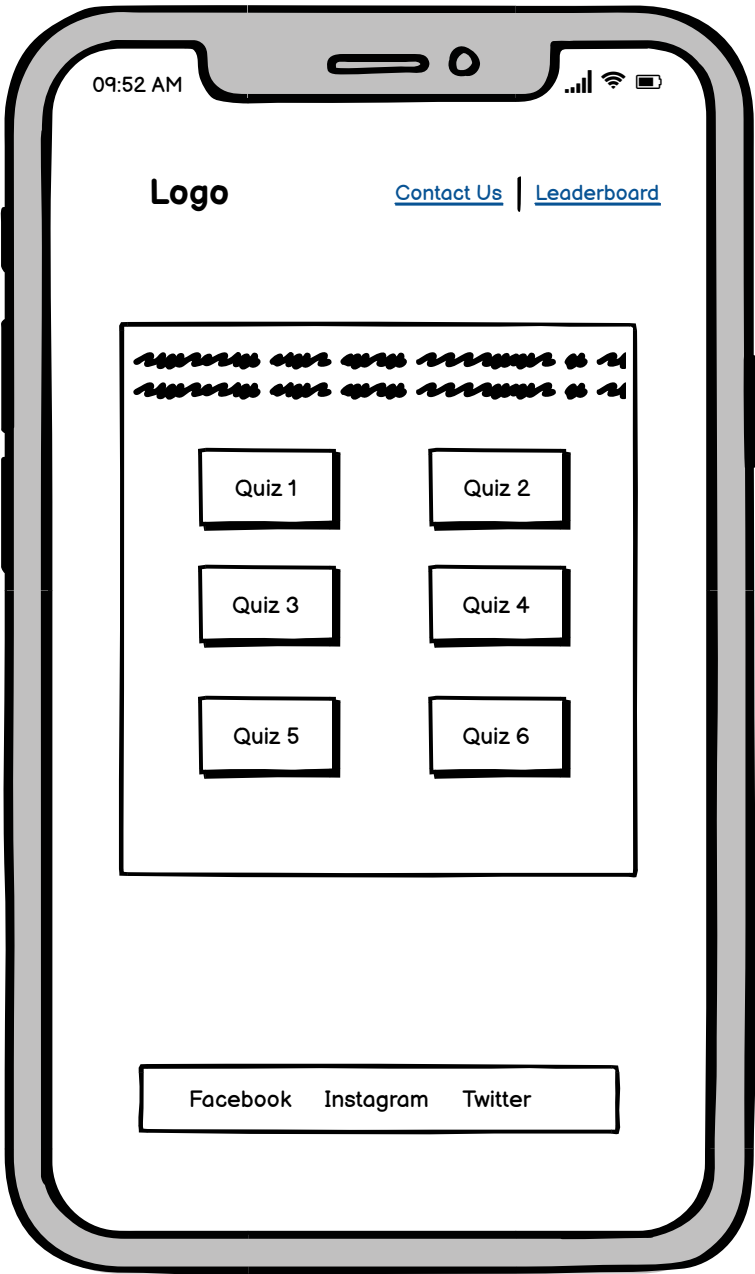 09:52 AM
Logo
Contact Us | Leaderboard
Quiz 1
Quiz 2
Quiz 3
Quiz 4
Quiz 5
Quiz 6
Facebook Instagram Twitter